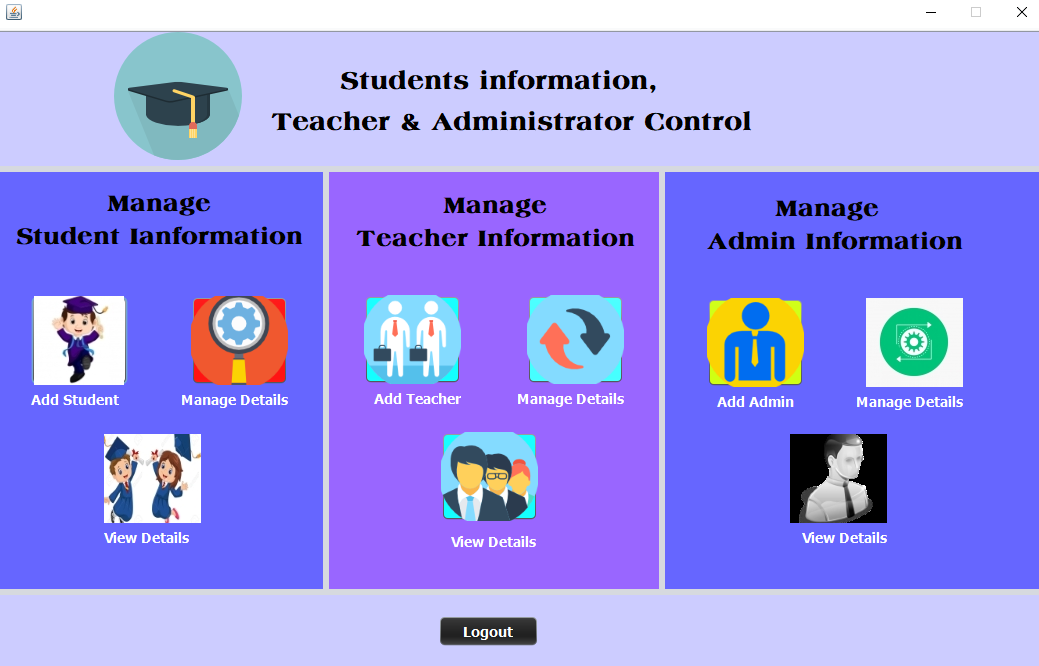 Students information,
Teacher & Administrator Control
Manage
Student Ianformation
Add Student
Manage Details
View Details
Manage
Teacher Information
Add Teacher
Manage Details
View Details
Manage
Admin Information
Add Admin
Manage Details
View Details
Logout